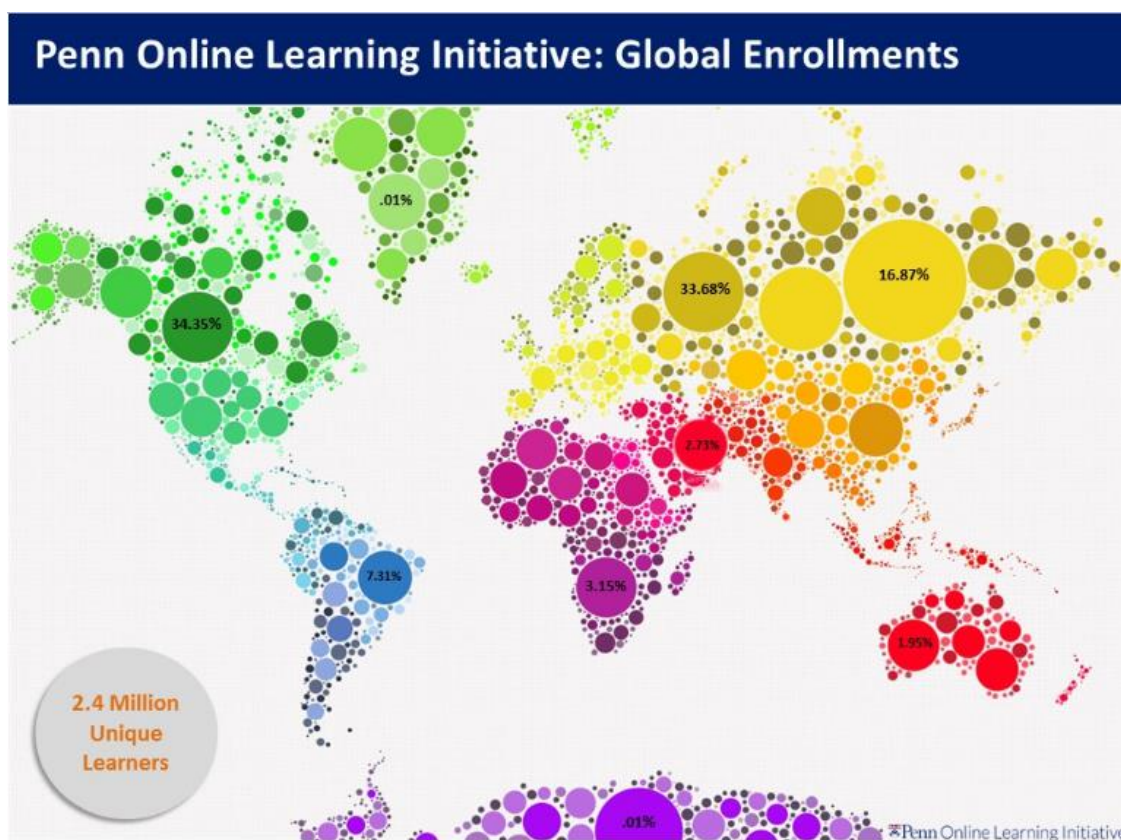 Penn Online Learning Initiative: Global Enrollments
.01%
16.87%
33.68%
34.35%
2.73%
7.31%
3.15%
1.95%
2.4 Million
Unique
Learners
.01%
Penn Online Learning Initiative